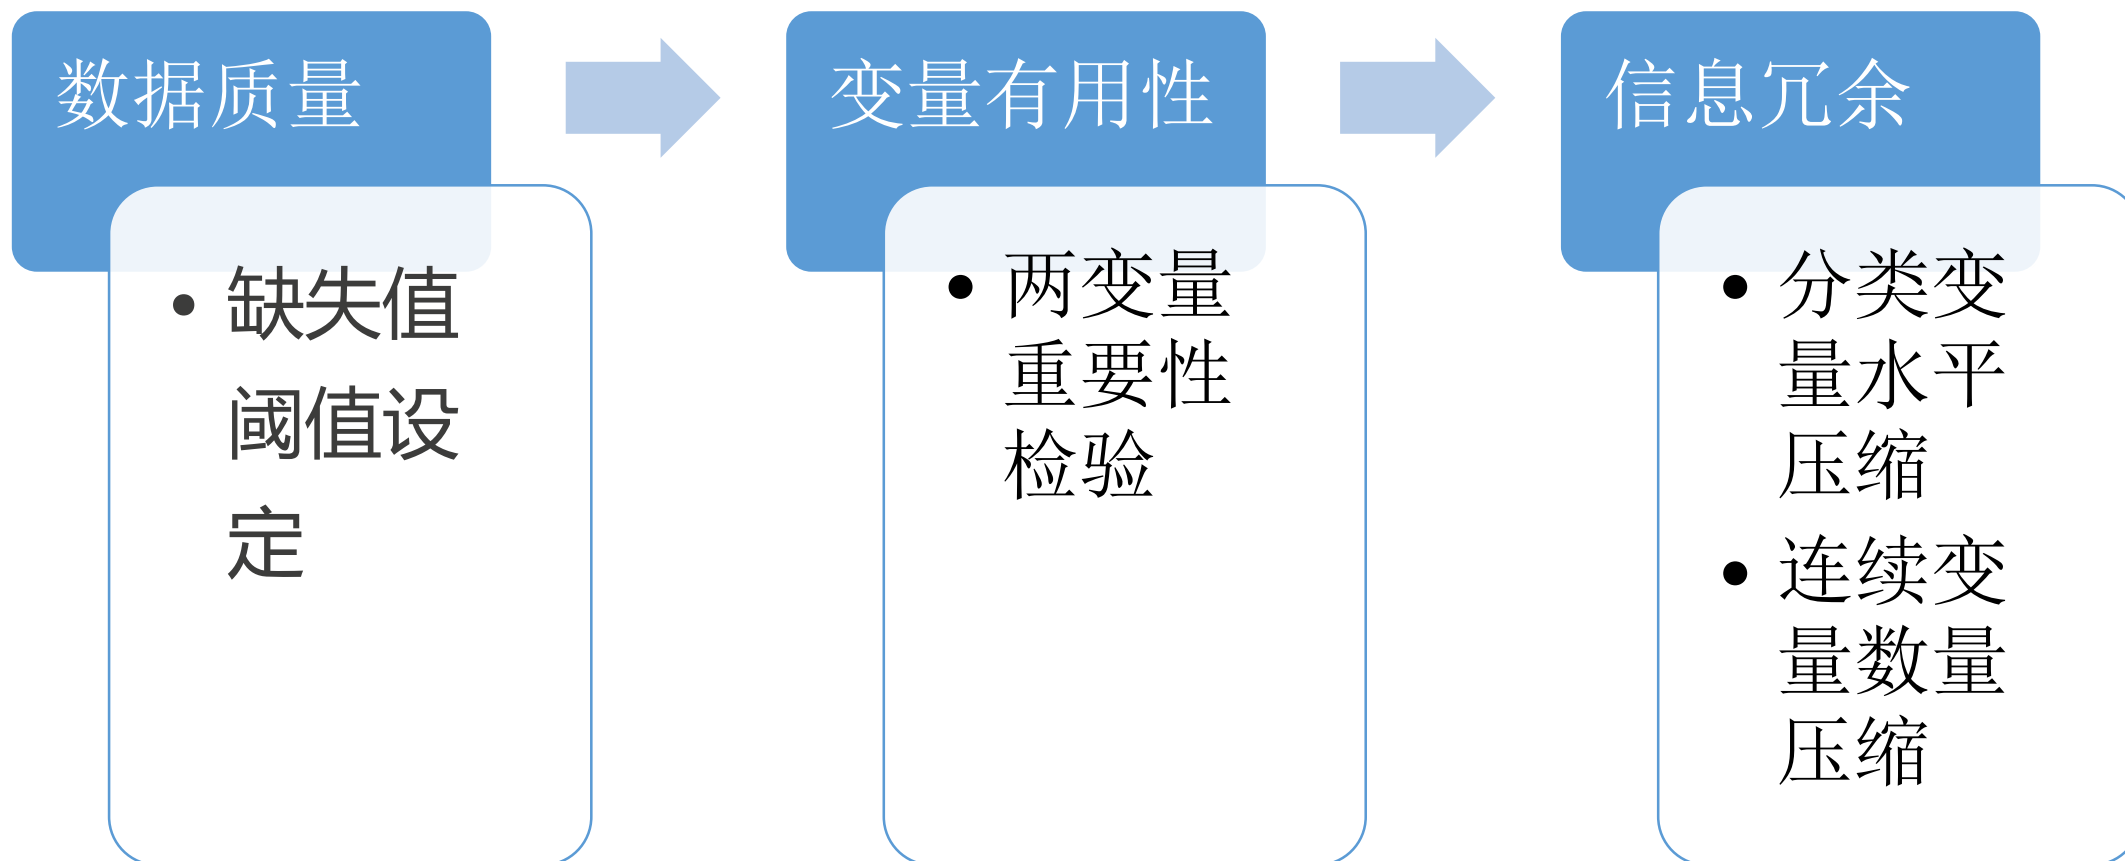 数据质量
• 缺失值
阈值设
定
变量有用性
• 两变量
重要性
检验
信息冗余
• 分类变
量水平
压缩
• 连续变
量数量
压缩